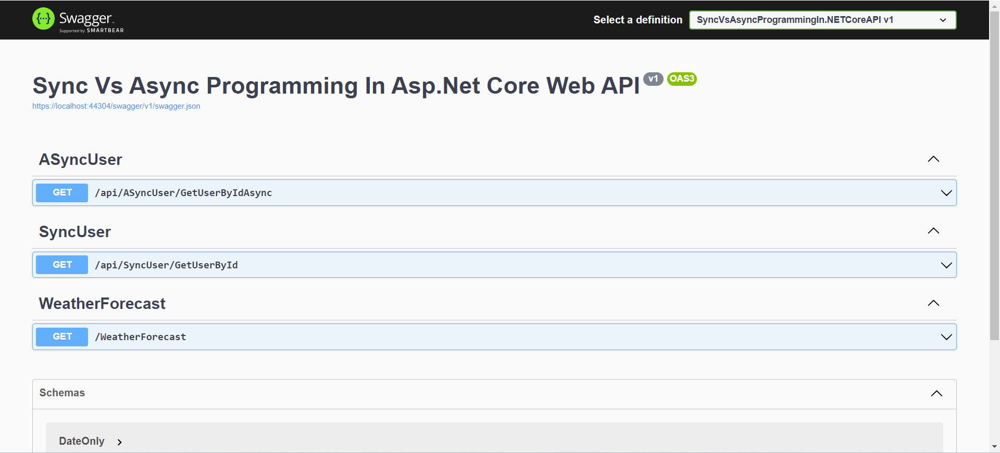 Swagger
Supported by SMARTBEAR
Select a definition
SyncVsAsyncProgrammingIn.NETCoreAPI v1
Sync Vs Async Programming In Asp.Net Core Web API v1 OAS3
https://localhost:44304/swagger/v1/swagger.json
ASyncUser
GET /api/ASyncUser/GetUserByIdAsync
SyncUser
GET /api/SyncUser/GetUserById
WeatherForecast
GET /WeatherForecast
Schemas
DateOnly